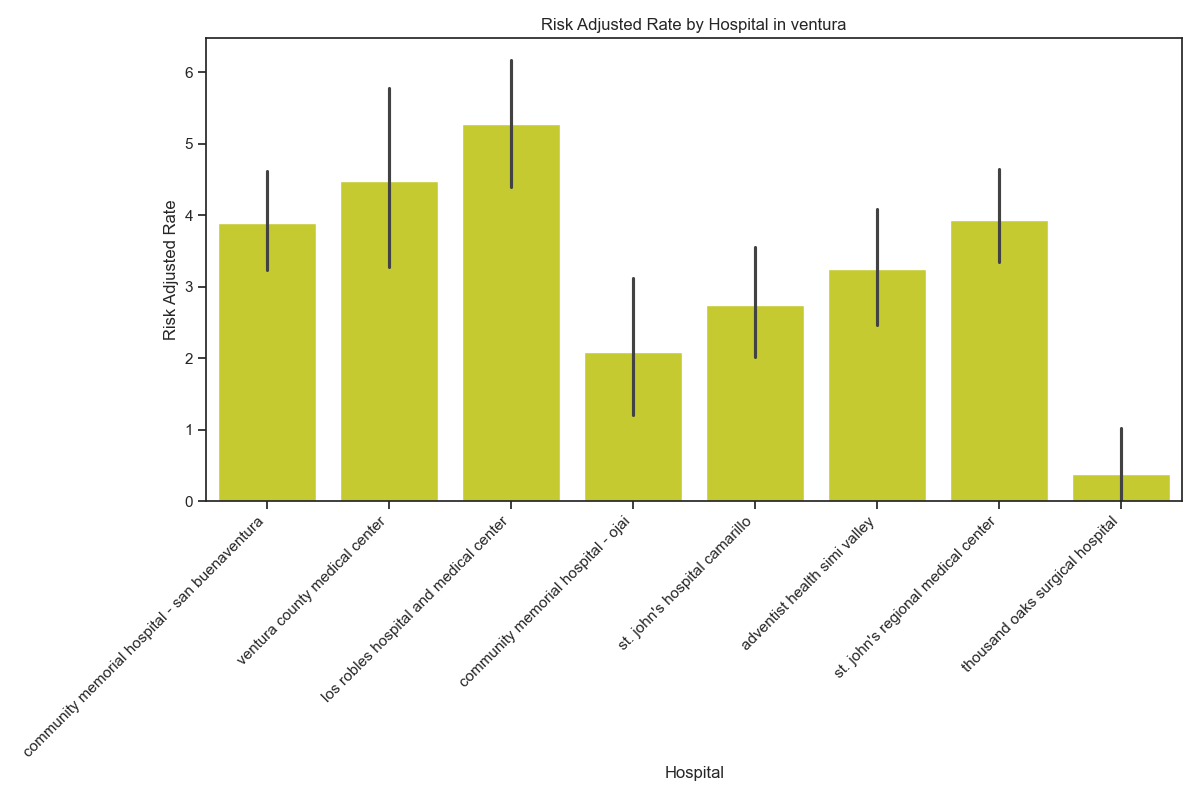 Risk Adjusted Rate by Hospital in ventura
Risk Adjusted Rate
6
5
4
3
2
1
0
community memorial hospital - san buenaventura
ventura county medical center
los robles hospital and medical center
community memorial hospital - ojai
st. john's hospital camarillo
adventist health simi valley
st. john's regional medical center
thousand oaks surgical hospital
Hospital